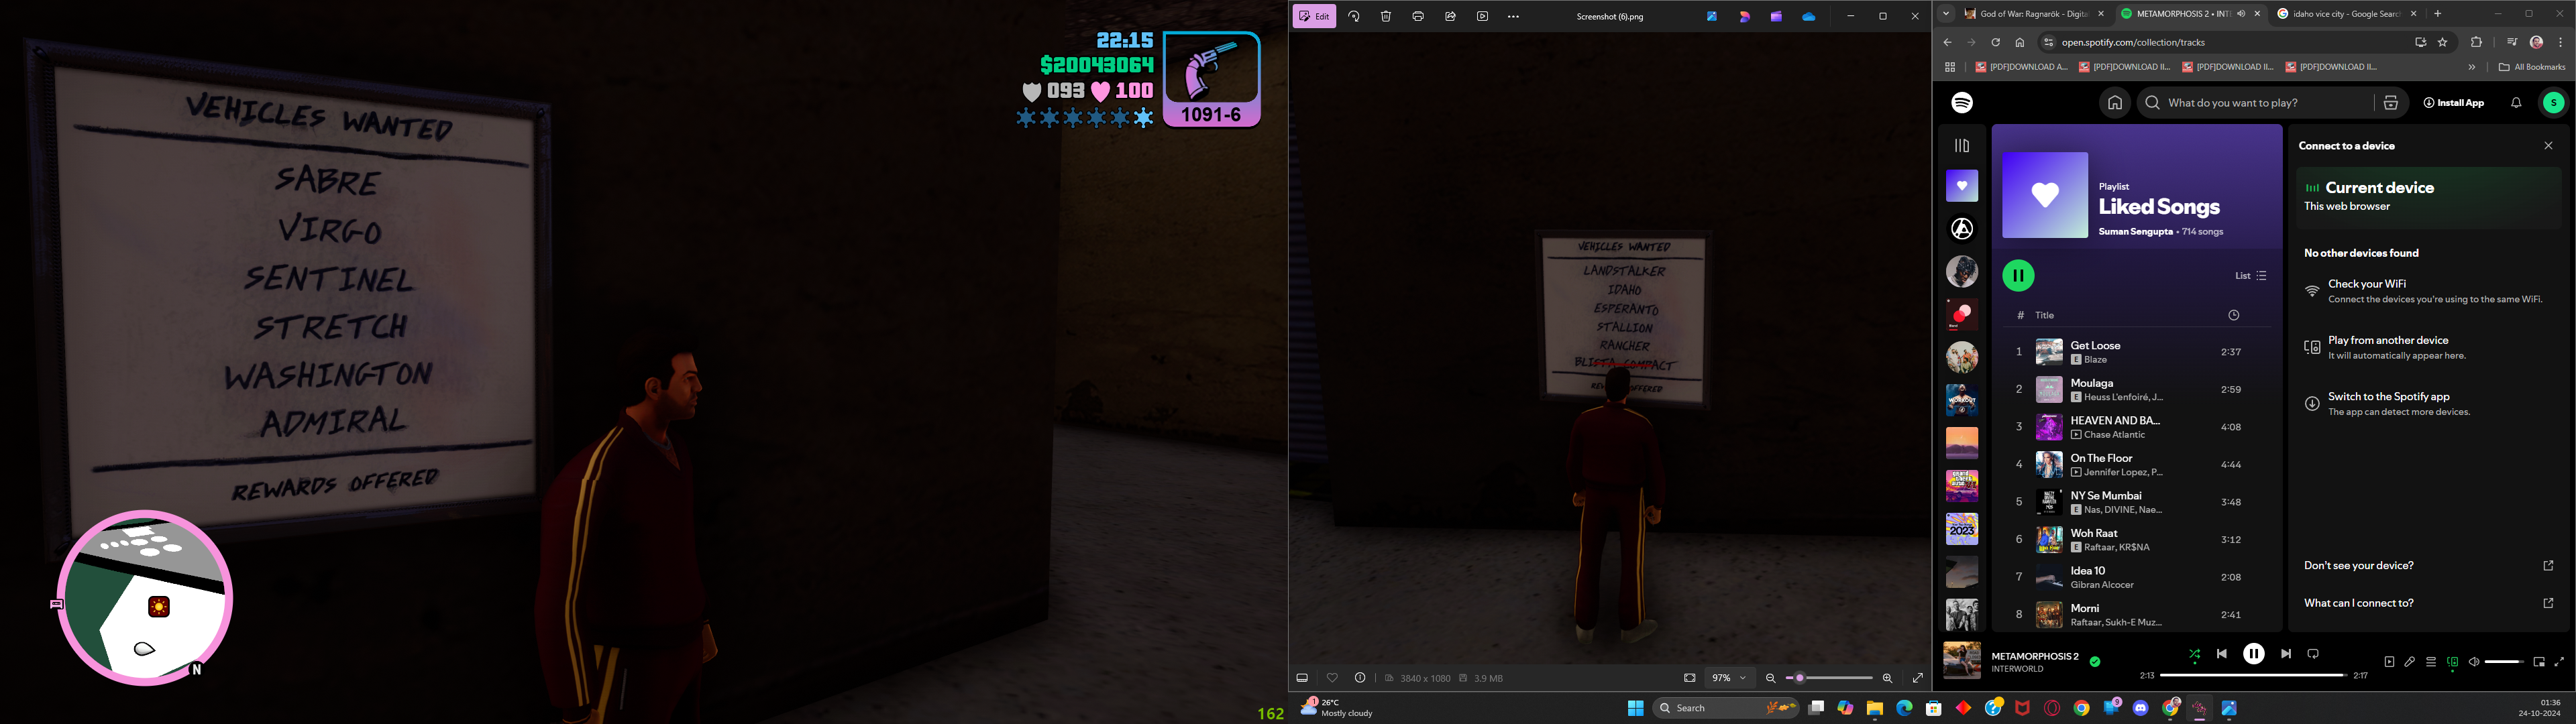 VEHICLES WANTED
SABRE
VIRGO
SENTINEL
STRETCH
WASHINGTON
ADMIRAL
REWARDS OFFERED
22:15
$20043064
093 100
1091-6
N
162
Edit
Screenshot (6).png
VEHICLES WANTED
LANDSTALKER
IDAHO
ESPERANTO
STALLION
RANCHER
BLISTA COMPACT
3840 x 1080 3.9 MB
97%
God of War: Ragnarök - Digita
METAMORPHOSIS 2 • INT
idaho vice city - Google Searc
open.spotify.com/collection/tracks
[PDF]DOWNLOAD A...
[PDF]DOWNLOAD II...
[PDF]DOWNLOAD II...
[PDF]DOWNLOAD II...
All Bookmarks
What do you want to play?
Install App
S
Playlist
Liked Songs
Suman Sengupta • 714 songs
List
# Title
1 Get Loose 2:37
E Blaze
2 Moulaga 2:59
E Heuss L'enfoiré, J...
3 HEAVEN AND BA... 4:08
Chase Atlantic
4 On The Floor 4:44
Jennifer Lopez, P...
5 NY Se Mumbai 3:48
E Nas, DIVINE, Nae...
6 Woh Raat 3:12
E Raftaar, KR$NA
7 Idea 10 2:08
Gibran Alcocer
8 Morni 2:41
Raftaar, Sukh-E Muz...
Connect to a device
Current device
This web browser
No other devices found
Check your WiFi
Connect the devices you're using to the same WiFi.
Play from another device
It will automatically appear here.
Switch to the Spotify app
The app can detect more devices.
Don't see your device?
What can I connect to?
METAMORPHOSIS 2
INTERWORLD
2:13
2:17
26°C
Mostly cloudy
Search
01:36
24-10-2024